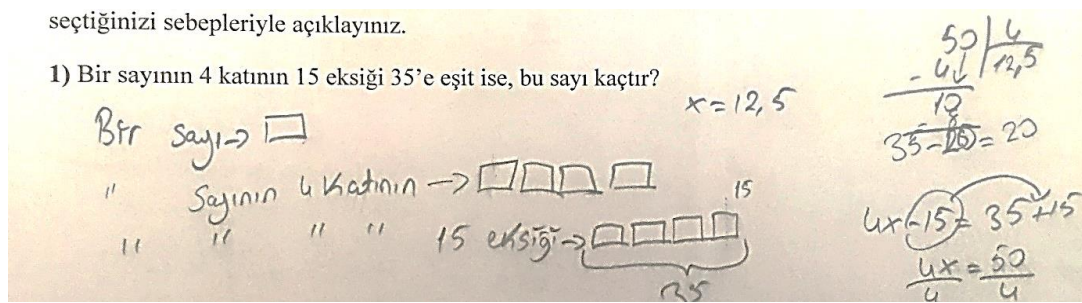 seçtiğinizi sebepleriyle açıklayınız.
1) Bir sayının 4 katının 15 eksiği 35’e eşit ise, bu sayı kaçtır?
x = 12,5
Bir sayı →
" Sayının 4 katının →
" " " " 15 eksiği →
15
35
50 | 4
- 4 | 12,5
10
35 - = 20
4x - 15 = 35 + 15
4x = 50
4 4